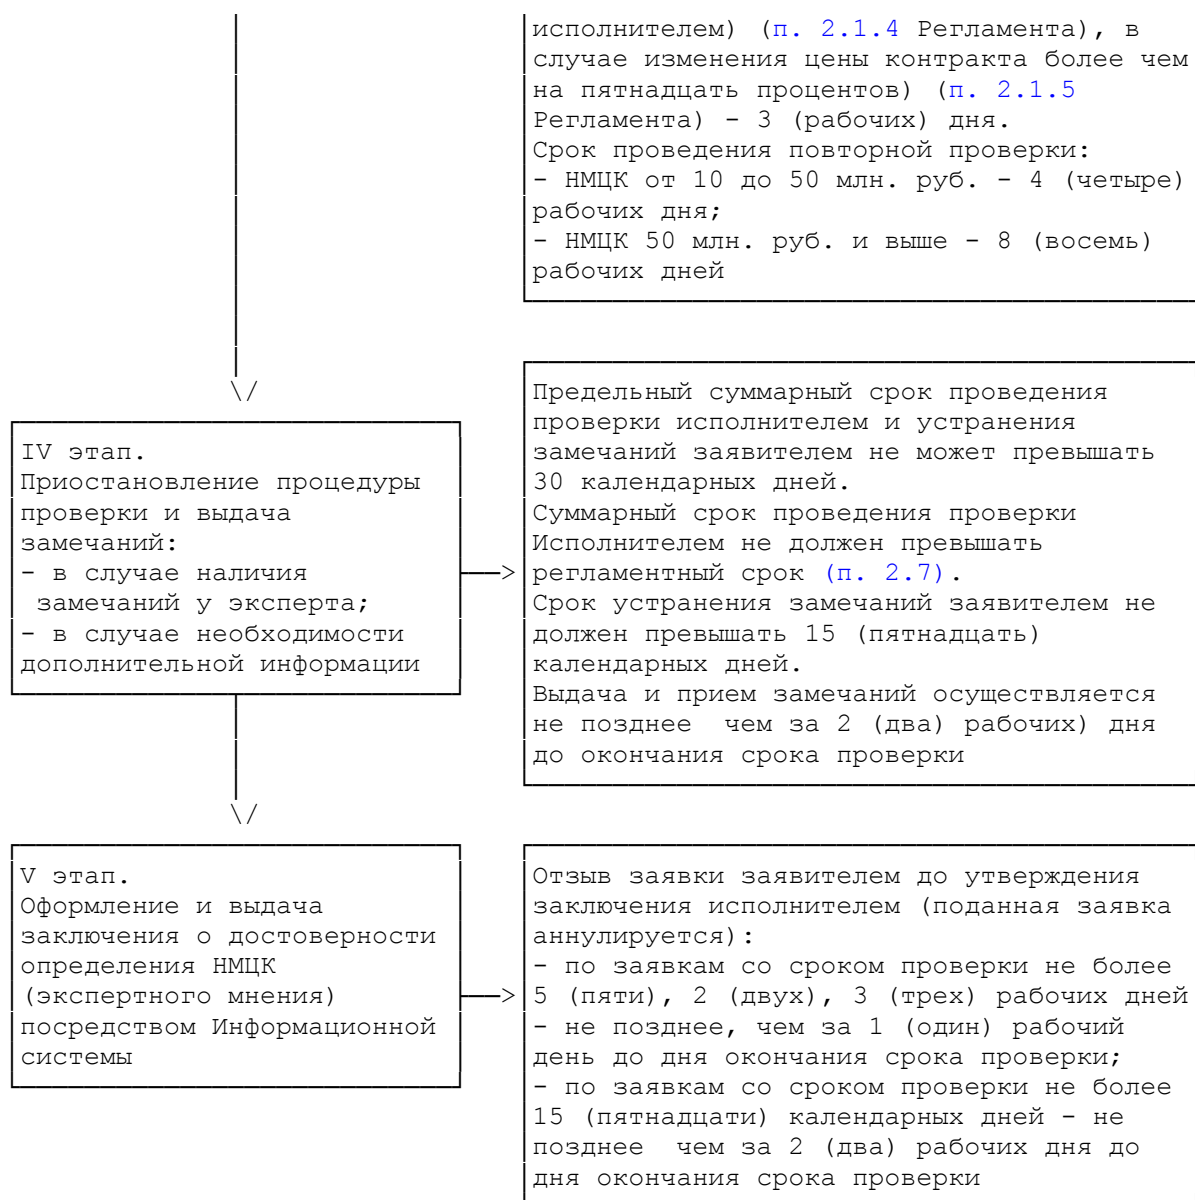 исполнителем) (п. 2.1.4 Регламента), в
случае изменения цены контракта более чем
на пятнадцать процентов) (п. 2.1.5
Регламента) - 3 (рабочих) дня.
Срок проведения повторной проверки:
- НМЦК от 10 до 50 млн. руб. - 4 (четыре)
рабочих дня;
- НМЦК 50 млн. руб. и выше - 8 (восемь)
рабочих дней
IV этап.
Приостановление процедуры
проверки и выдача
замечаний:
- в случае наличия
замечаний у эксперта;
- в случае необходимости
дополнительной информации
Предельный суммарный срок проведения
проверки исполнителем и устранения
замечаний заявителем не может превышать
30 календарных дней.
Суммарный срок проведения проверки
Исполнителем не должен превышать
регламентный срок (п. 2.7).
Срок устранения замечаний заявителем не
должен превышать 15 (пятнадцать)
календарных дней.
Выдача и прием замечаний осуществляется
не позднее  чем за 2 (два) рабочих) дня
до окончания срока проверки
V этап.
Оформление и выдача
заключения о достоверности
определения НМЦК
(экспертного мнения)
посредством Информационной
системы
Отзыв заявки заявителем до утверждения
заключения исполнителем (поданная заявка
аннулируется):
- по заявкам со сроком проверки не более
5 (пяти), 2 (двух), 3 (трех) рабочих дней
- не позднее, чем за 1 (один) рабочий
день до дня окончания срока проверки;
- по заявкам со сроком проверки не более
15 (пятнадцати) календарных дней - не
позднее  чем за 2 (два) рабочих дня до
дня окончания срока проверки